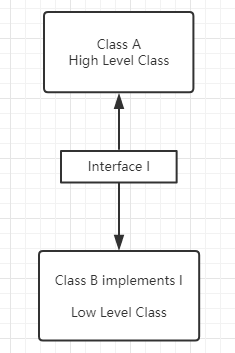 Class A
High Level Class
Interface I
Class B implements I
Low Level Class